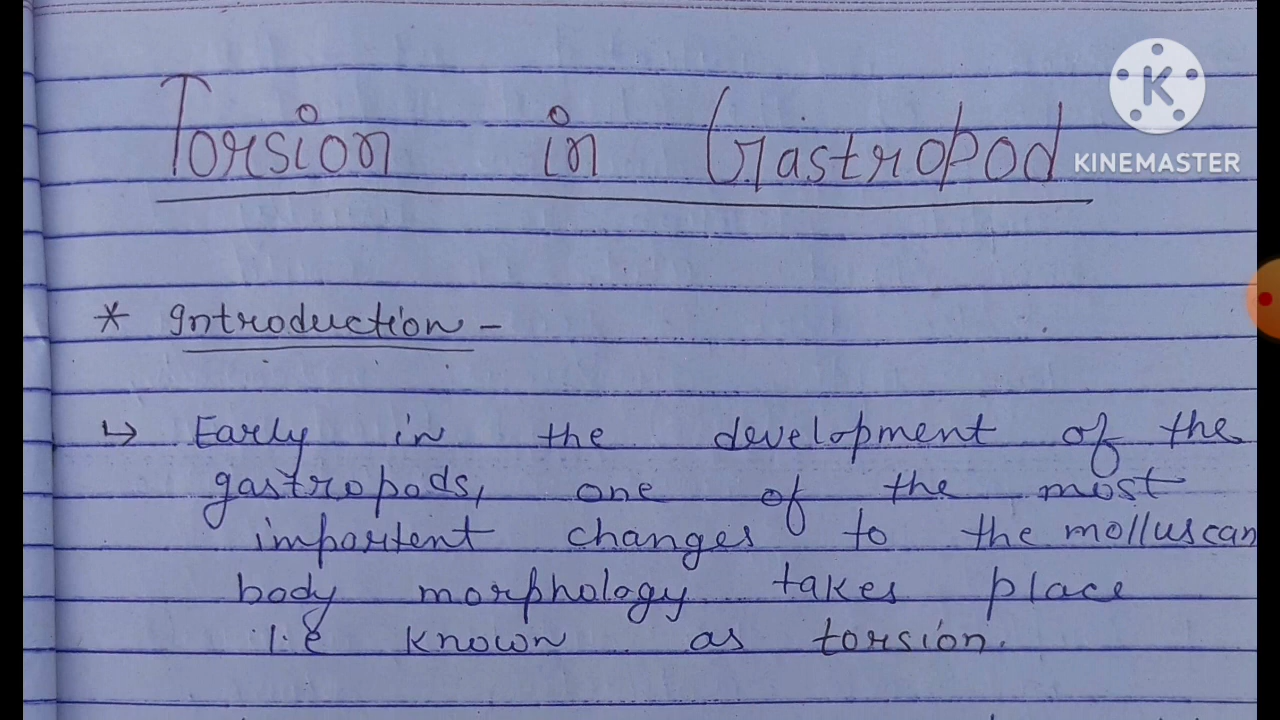 Torsion in Gastropod
KINEMASTER
* Introduction -
↳ Early in the development of the
gastropods, one of the most
importent changes to the molluscan
body morphology takes place
i.e known as torsion.